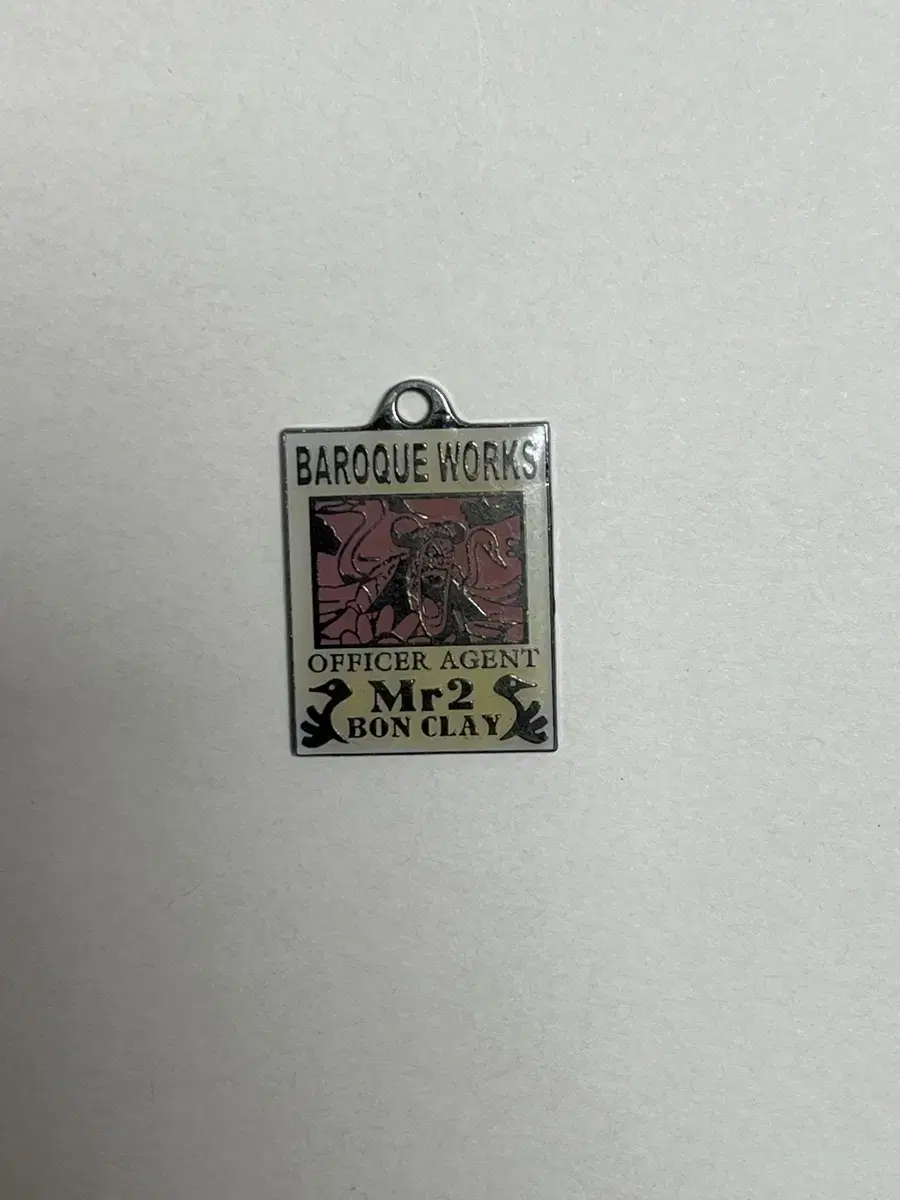 BAROQUE WORKS
OFFICER AGENT
Mr2
BON CLAY